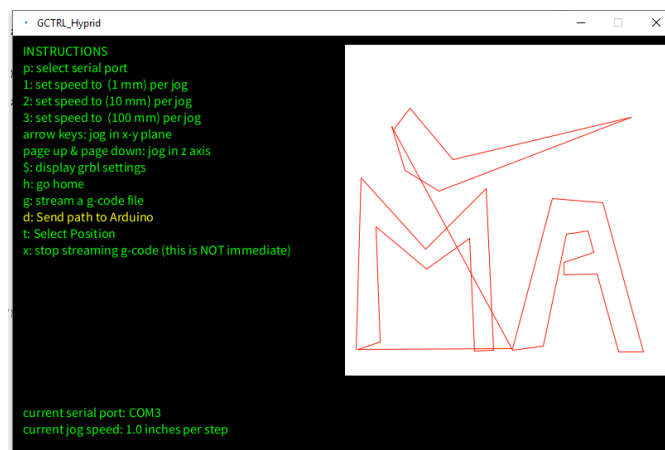 GCTRL_Hyprid
INSTRUCTIONS
p: select serial port
1: set speed to  (1 mm) per jog
2: set speed to  (10 mm) per jog
3: set speed to  (100 mm) per jog
arrow keys: jog in x-y plane
page up & page down: jog in z axis
$: display grbl settings
h: go home
g: stream a g-code file
d: Send path to Arduino
t: Select Position
x: stop streaming g-code (this is NOT immediate)
MA
current serial port: COM3
current jog speed: 1.0 inches per step